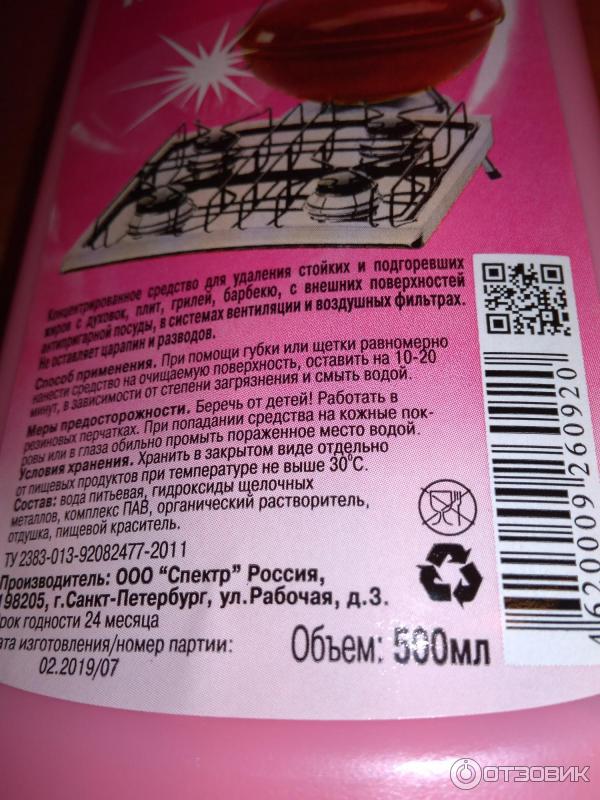 Концентрированное средство для удаления стойких и подгоревших
жиров с духовок, плит, грилей, барбекю, с внешних поверхностей
антипригарной посуды, в системах вентиляции и воздушных фильтрах.
Не оставляет царапин и разводов.
Способ применения. При помощи губки или щетки равномерно
нанести средство на очищаемую поверхность, оставить на 10-20
минут, в зависимости от степени загрязнения и смыть водой.
Меры предосторожности. Беречь от детей! Работать в
резиновых перчатках. При попадании средства на кожные пок-
ровы или в глаза обильно промыть пораженное место водой.
Условия хранения. Хранить в закрытом виде отдельно
от пищевых продуктов при температуре не выше 30°С.
Состав: вода питьевая, гидроксиды щелочных
металлов, комплекс ПАВ, органический растворитель,
отдушка, пищевой краситель.
ТУ 2383-013-92082477-2011
Производитель: ООО "Спектр" Россия,
198205, г.Санкт-Петербург, ул.Рабочая, д.3.
рок годности 24 месяца
ата изготовления/номер партии:
02.2019/07
Объем: 500мл
4620009260920
ОТЗОВИК